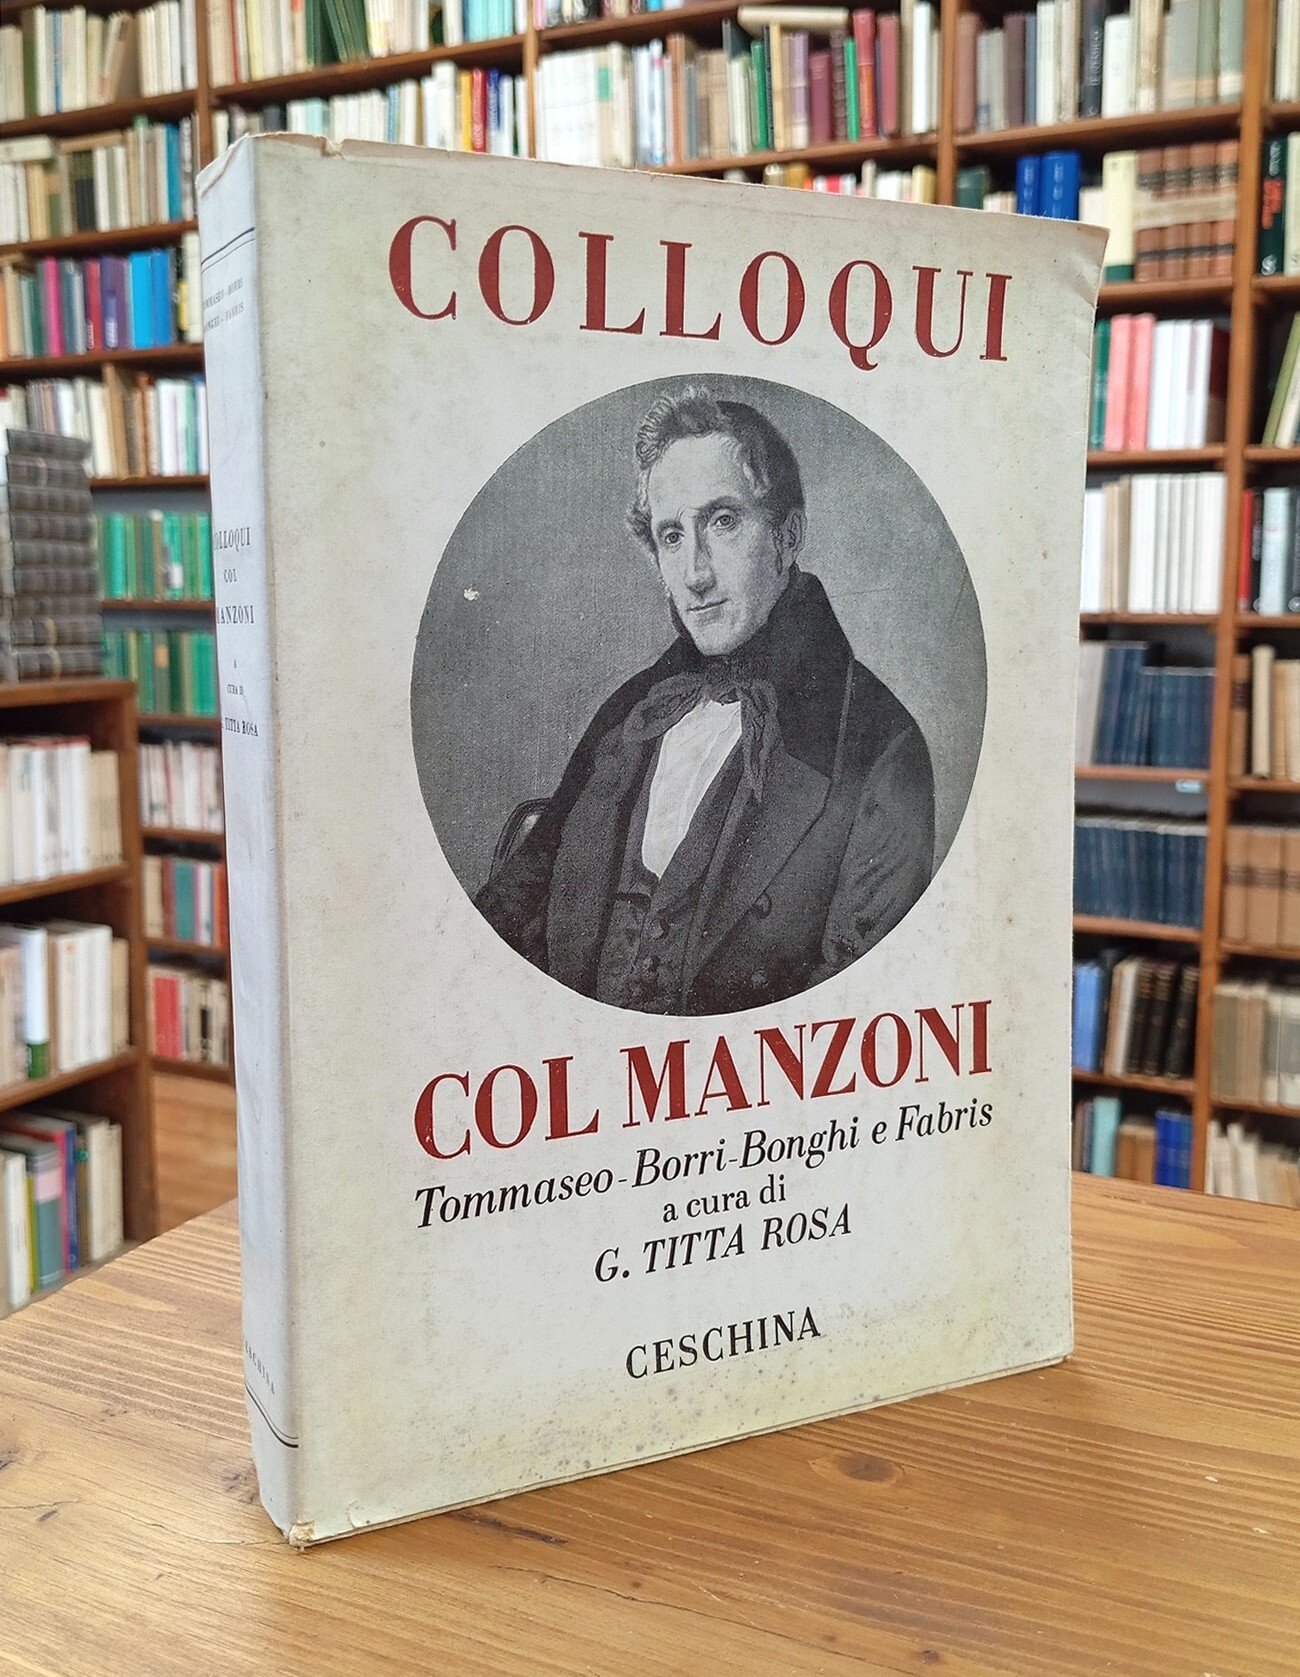 COLLOQUI
COL MANZONI
Tommaseo-Borri-Bonghi e Fabris
a cura di
G. TITTA ROSA
CESCHINA
COLLOQUI
COL
MANZONI
A
CURA DI
TITTA ROSA